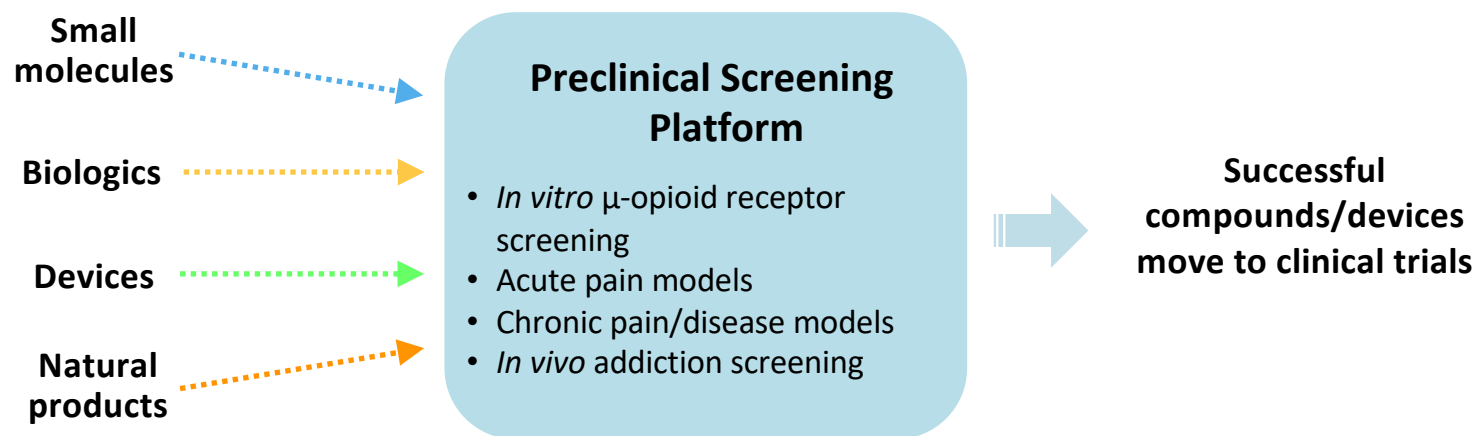 Small
molecules
Biologics
Devices
Natural
products
Preclinical Screening
Platform
• In vitro μ-opioid receptor
screening
• Acute pain models
• Chronic pain/disease models
• In vivo addiction screening
Successful
compounds/devices
move to clinical trials